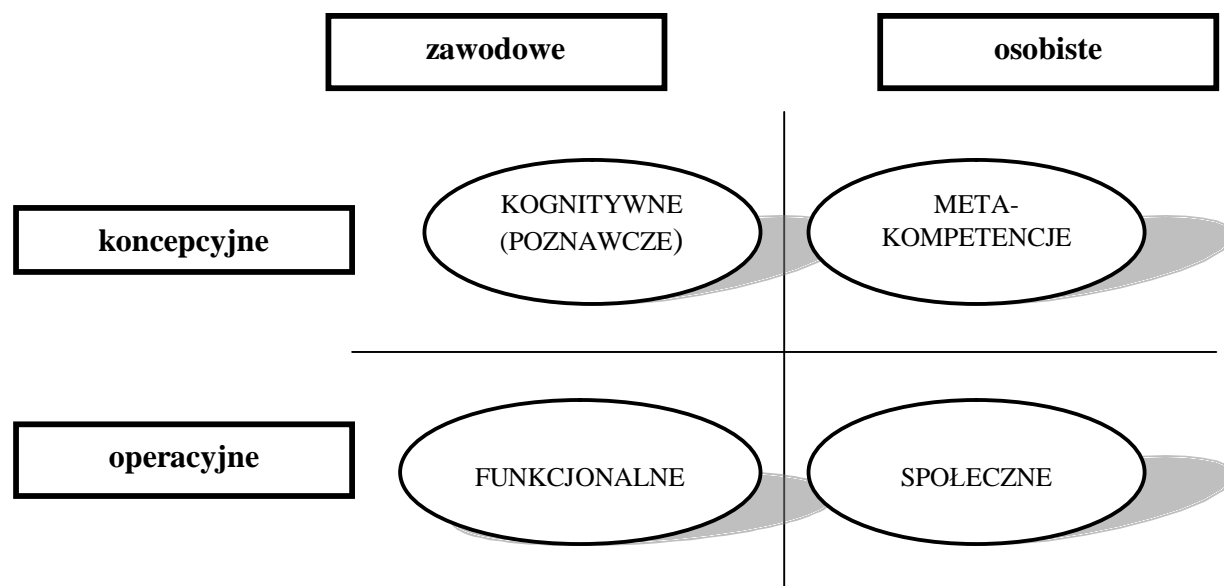 zawodowe
osobiste
koncepcyjne
KOGNITYWNE
(POZNAWCZE)
META-
KOMPETENCJE
operacyjne
FUNKCJONALNE
SPOŁECZNE